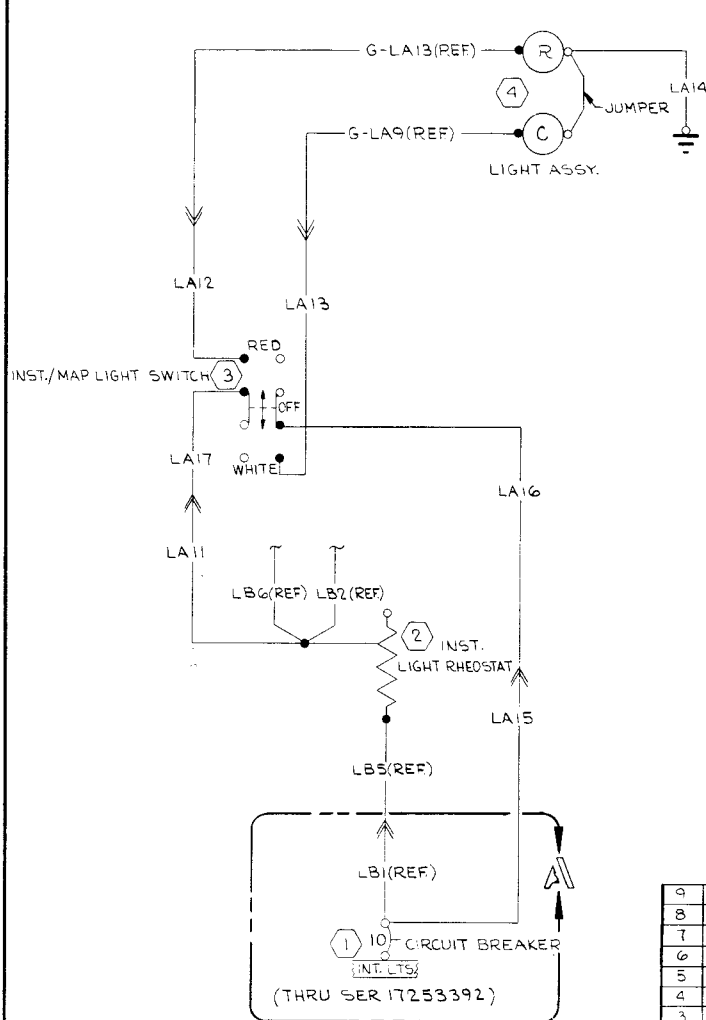 G-LA13(REF)
R
4
LA14
JUMPER
G-LA9(REF)
C
LIGHT ASSY.
LA12
LA13
RED
INST./MAP LIGHT SWITCH 3
OFF
LA17
WHITE
LA16
LA11
LB6(REF) LB2(REF)
2 INST.
LIGHT RHEOSTAT
LA15
LB5(REF)
LB1(REF)
A
1 10 CIRCUIT BREAKER
INT. LTS
(THRU SER 17253392)
9
8
7
6
5
4
3